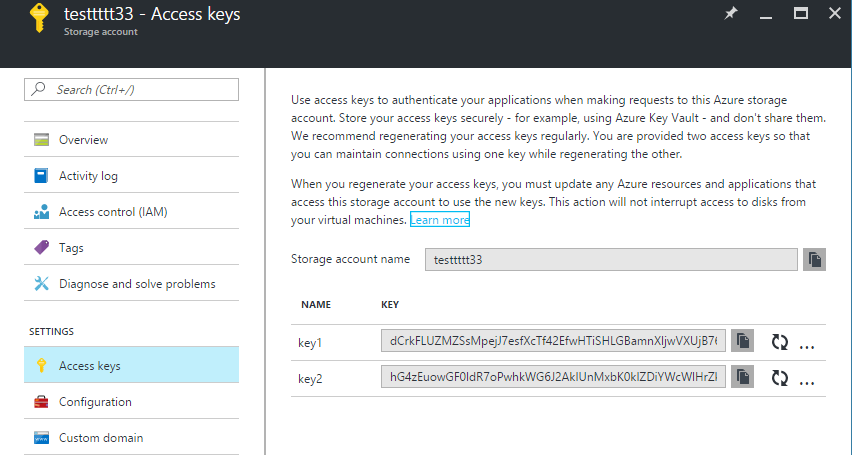 testtttt33 - Access keys
Storage account
Search (Ctrl+/)
Overview
Activity log
Access control (IAM)
Tags
Diagnose and solve problems
SETTINGS
Access keys
Configuration
Custom domain
Use access keys to authenticate your applications when making requests to this Azure storage
account. Store your access keys securely - for example, using Azure Key Vault - and don't share them.
We recommend regenerating your access keys regularly. You are provided two access keys so that
you can maintain connections using one key while regenerating the other.
When you regenerate your access keys, you must update any Azure resources and applications that
access this storage account to use the new keys. This action will not interrupt access to disks from
your virtual machines. Learn more
Storage account name testtttt33
NAME KEY
key1
key2